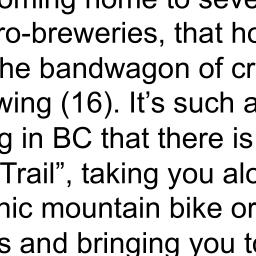 oming home to seve
ro-breweries, that ho
he bandwagon of cr
wing (16). It's such a
g in BC that there is
Trail", taking you alo
nic mountain bike or
s and bringing you to